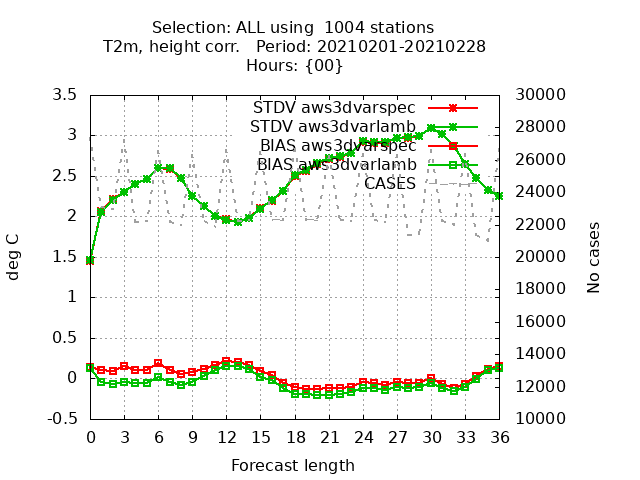 Selection: ALL using  1004 stations
T2m, height corr.   Period: 20210201-20210228
Hours: {00}
STDV aws3dvarspec
STDV aws3dvarlamb
BIAS aws3dvarspec
BIAS aws3dvarlamb
CASES
3.5
3
2.5
2
1.5
1
0.5
0
-0.5
deg C
30000
28000
26000
24000
22000
20000
18000
16000
14000
12000
10000
No cases
0 3 6 9 12 15 18 21 24 27 30 33 36
Forecast length